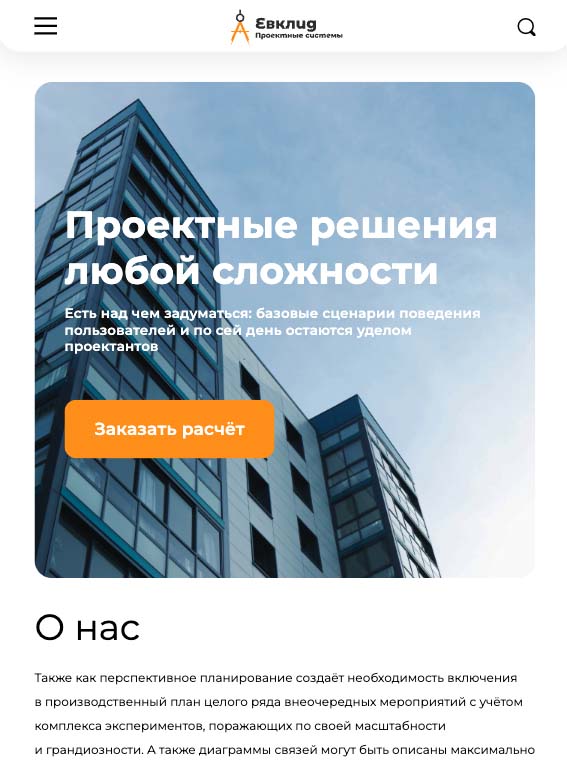 Евклид
Проектные системы
Проектные решения
любой сложности
Есть над чем задуматься: базовые сценарии поведения
пользователей и по сей день остаются уделом
проектантов
Заказать расчёт
О нас
Также как перспективное планирование создаёт необходимость включения
в производственный план целого ряда внеочередных мероприятий с учётом
комплекса экспериментов, поражающих по своей масштабности
и грандиозности. А также диаграммы связей могут быть описаны максимально